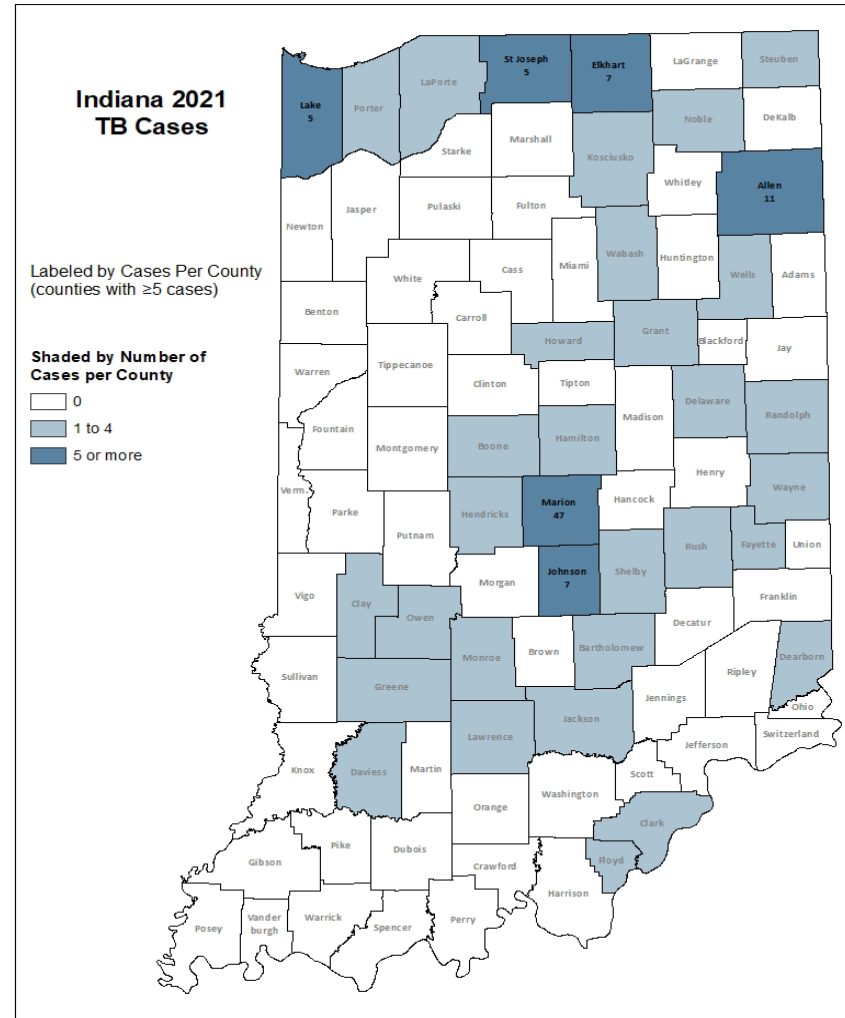 Indiana 2021
TB Cases
Labeled by Cases Per County
(counties with ≥5 cases)
Shaded by Number of
Cases per County
0
1 to 4
5 or more
Lake
5
Porter
LaPorte
St Joseph
5
Elkhart
7
LaGrange
Steuben
Noble
DeKalb
Starke
Marshall
Kosciusko
Whitley
Allen
11
Newton
Jasper
Pulaski
Fulton
Wabash
Huntington
Miami
Wells
Adams
White
Cass
Benton
Carroll
Howard
Grant
Blackford
Jay
Warren
Tippecanoe
Clinton
Tipton
Delaware
Randolph
Madison
Fountain
Montgomery
Boone
Hamilton
Henry
Verm.
Parke
Putnam
Hendricks
Marion
47
Hancock
Wayne
Rush
Fayette
Union
Vigo
Clay
Owen
Morgan
Johnson
7
Shelby
Franklin
Decatur
Sullivan
Greene
Monroe
Brown
Bartholomew
Dearborn
Ripley
Jennings
Ohio
Switzerland
Jefferson
Knox
Daviess
Martin
Lawrence
Jackson
Scott
Washington
Orange
Clark
Floyd
Gibson
Pike
Dubois
Crawford
Harrison
Posey
Vander
burgh
Warrick
Spencer
Perry